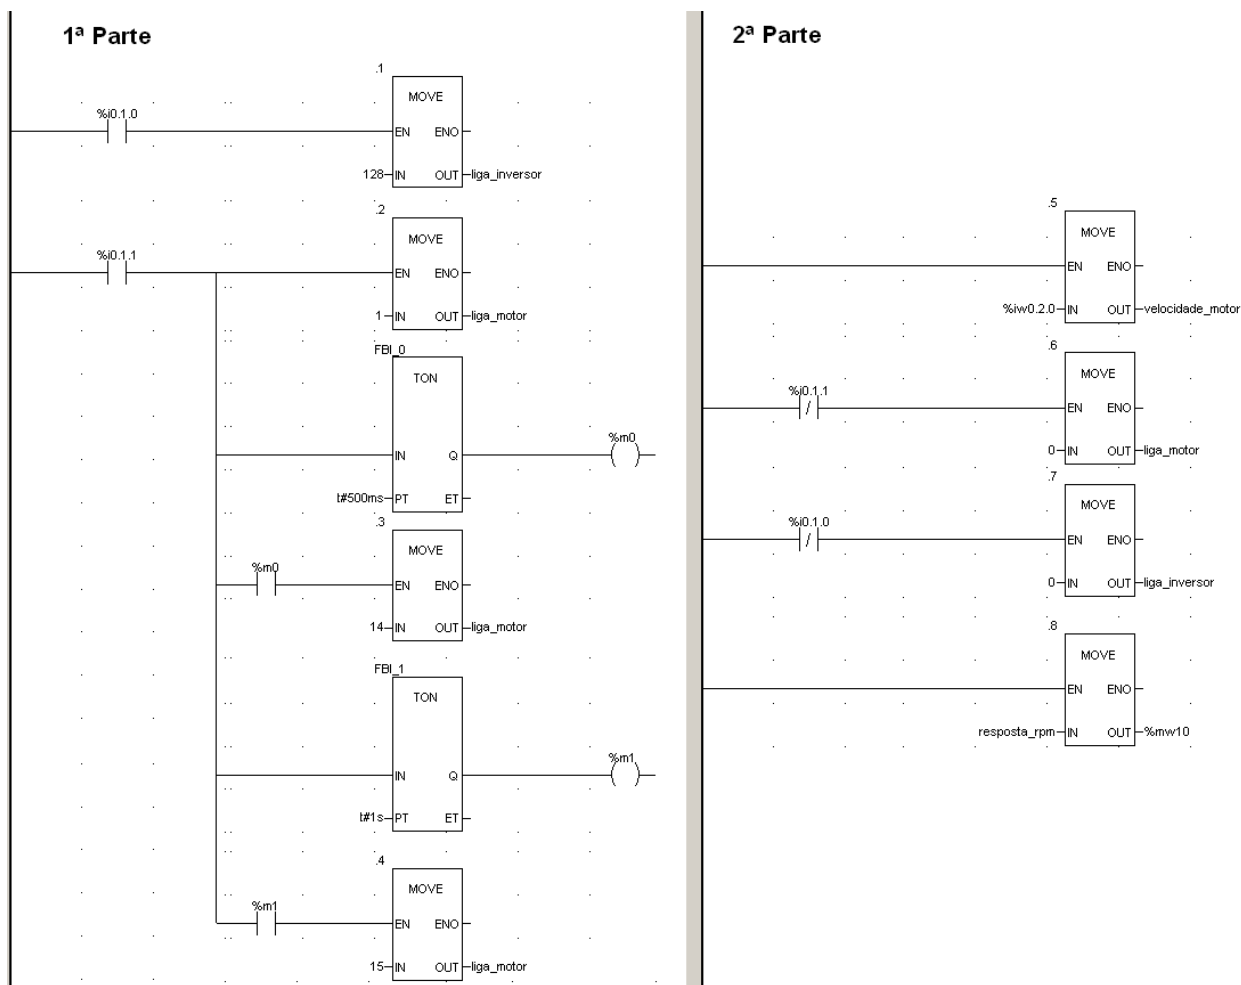 1ª Parte
.1
MOVE
%i0.1.0
EN ENO
128 IN OUT liga_inversor
.2
MOVE
%i0.1.1
EN ENO
1 IN OUT liga_motor
FBI_0
TON
%m0
IN Q
t#500ms PT ET
.3
MOVE
%m0
EN ENO
14 IN OUT liga_motor
FBI_1
TON
%m1
IN Q
t#1s PT ET
.4
MOVE
%m1
EN ENO
15 IN OUT liga_motor
2ª Parte
.5
MOVE
EN ENO
%iw0.2.0 IN OUT velocidade_motor
.6
MOVE
%i0.1.1
/
EN ENO
0 IN OUT liga_motor
.7
MOVE
%i0.1.0
/
EN ENO
0 IN OUT liga_inversor
.8
MOVE
EN ENO
resposta_rpm IN OUT %mw10